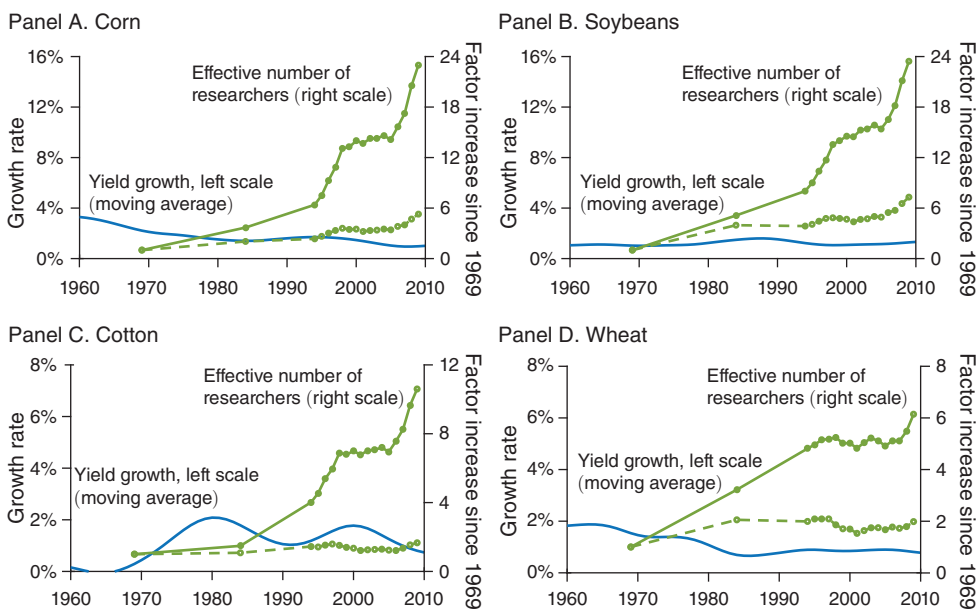 Panel A. Corn
16%
12%
8%
4%
0%
Growth rate
Effective number of
researchers (right scale)
Yield growth, left scale
(moving average)
24
18
12
6
0
Factor increase since 1969
1960 1970 1980 1990 2000 2010
Panel B. Soybeans
16%
12%
8%
4%
0%
Growth rate
Effective number of
researchers (right scale)
Yield growth, left scale
(moving average)
24
18
12
6
0
Factor increase since 1969
1960 1970 1980 1990 2000 2010
Panel C. Cotton
8%
6%
4%
2%
0%
Growth rate
Effective number of
researchers (right scale)
Yield growth, left scale
(moving average)
12
8
4
0
Factor increase since 1969
1960 1970 1980 1990 2000 2010
Panel D. Wheat
8%
6%
4%
2%
0%
Growth rate
Effective number of
researchers (right scale)
Yield growth, left scale
(moving average)
8
6
4
2
0
Factor increase since 1969
1960 1970 1980 1990 2000 2010